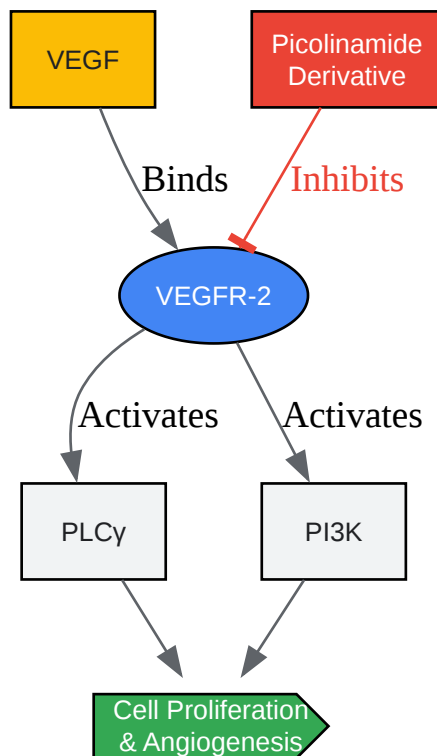 VEGF
Picolinamide
Derivative
Binds
Inhibits
VEGFR-2
Activates
Activates
PLCγ
PI3K
Cell Proliferation
& Angiogenesis